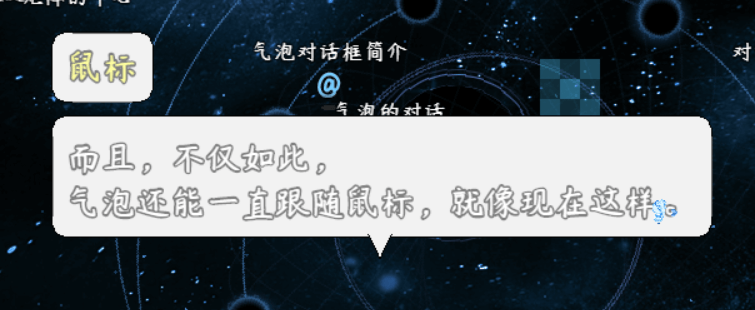 气泡对话框简介
对
鼠标
@
气泡的对话
而且，不仅如此，
气泡还能一直跟随鼠标，就像现在这样。